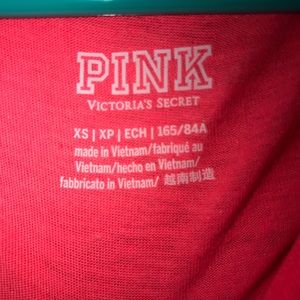 PINK
VICTORIA'S SECRET
XS | XP | ECH | 165/84A
made in Vietnam/fabriqué au
Vietnam/hecho en Vietnam/
fabbricato in Vietnam/ 越南制造